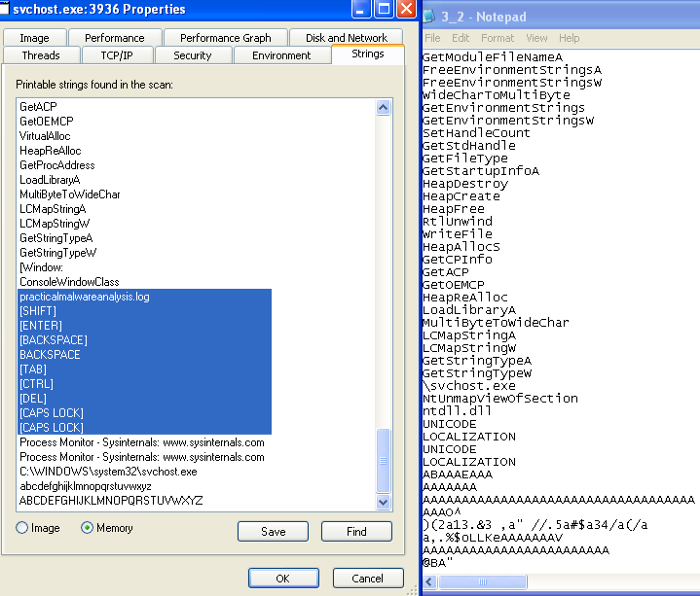 svchost.exe:3936 Properties
Image
Performance
Performance Graph
Disk and Network
Threads
TCP/IP
Security
Environment
Strings
Printable strings found in the scan:
GetACP
GetOEMCP
VirtualAlloc
HeapReAlloc
GetProcAddress
LoadLibraryA
MultiByteToWideChar
LCMapStringA
LCMapStringW
GetStringTypeA
GetStringTypeW
[Window:
ConsoleWindowClass
practicalmalwareanalysis.log
[SHIFT]
[ENTER]
[BACKSPACE]
BACKSPACE
[TAB]
[CTRL]
[DEL]
[CAPS LOCK]
[CAPS LOCK]
Process Monitor - Sysinternals: www.sysinternals.com
Process Monitor - Sysinternals: www.sysinternals.com
C:\WINDOWS\system32\svchost.exe
abcdefghijklmnopqrstuvwxyz
ABCDEFGHIJKLMNOPQRSTUVWXYZ
Image
Memory
Save
Find
OK
Cancel
3_2 - Notepad
File Edit Format View Help
GetModuleFileNameA
FreeEnvironmentStringsA
FreeEnvironmentStringsW
WideCharToMultiByte
GetEnvironmentStrings
GetEnvironmentStringsW
SetHandleCount
GetStdHandle
GetFileType
GetStartupInfoA
HeapDestroy
HeapCreate
HeapFree
RtlUnwind
WriteFile
HeapAllocS
GetCPInfo
GetACP
GetOEMCP
HeapReAlloc
LoadLibraryA
MultiByteToWideChar
LCMapStringA
LCMapStringW
GetStringTypeA
GetStringTypeW
\svchost.exe
NtUnmapViewOfSection
ntdll.dll
UNICODE
LOCALIZATION
UNICODE
LOCALIZATION
ABAAAEAAA
AAAAAAA
AAAAAAAAAAAAAAAAAAAAAAAAAAAAAAAAAAA
AAAO^
)(2a13.&3 ,a" //.5a#$a34/a(/a
a,.%$oLLKeAAAAAAAV
AAAAAAAAAAAAAAAAAAAAAAAA
@BA"